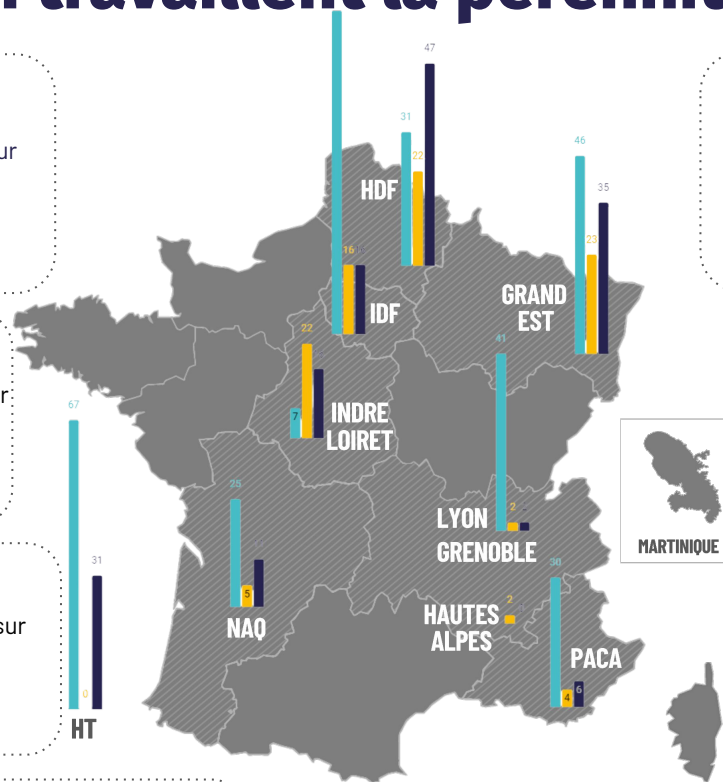 travaillent la pérennit
47
31
22
HDF
46
35
23
GRAND
EST
16
IDF
22
7
INDRE
LOIRET
41
ur
r
67
0
31
HT
25
5
NAQ
2
LYON
GRENOBLE
MARTINIQUE
2
HAUTES
ALPES
30
4
6
PACA
sur